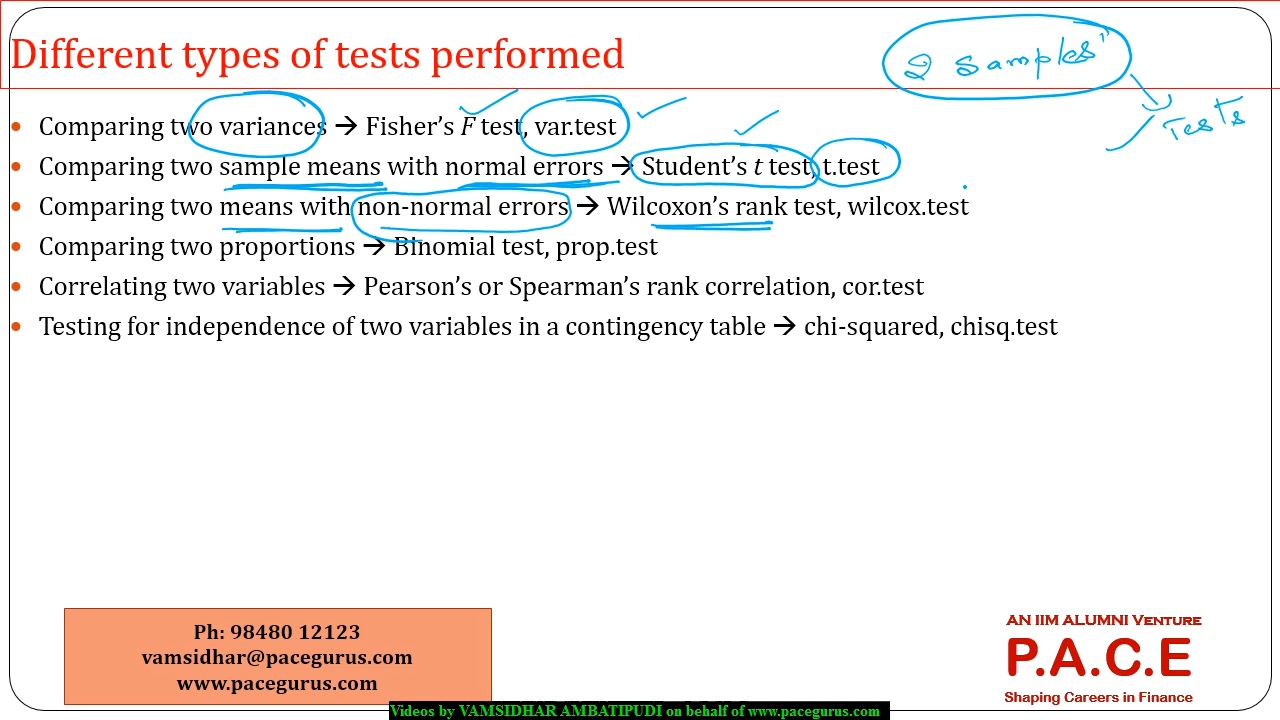 Different types of tests performed
2 Samples"
Tests
• Comparing two variances → Fisher's F test, var.test
• Comparing two sample means with normal errors → Student's t test, t.test
• Comparing two means with non-normal errors → Wilcoxon's rank test, wilcox.test
• Comparing two proportions → Binomial test, prop.test
• Correlating two variables → Pearson's or Spearman's rank correlation, cor.test
• Testing for independence of two variables in a contingency table → chi-squared, chisq.test
Ph: 98480 12123
vamsidhar@pacegurus.com
www.pacegurus.com
AN IIM ALUMNI VENTURE
P.A.C.E
Shaping Careers in Finance
Videos by VAMSIDHAR AMBATIPUDI on behalf of www.pacegurus.com